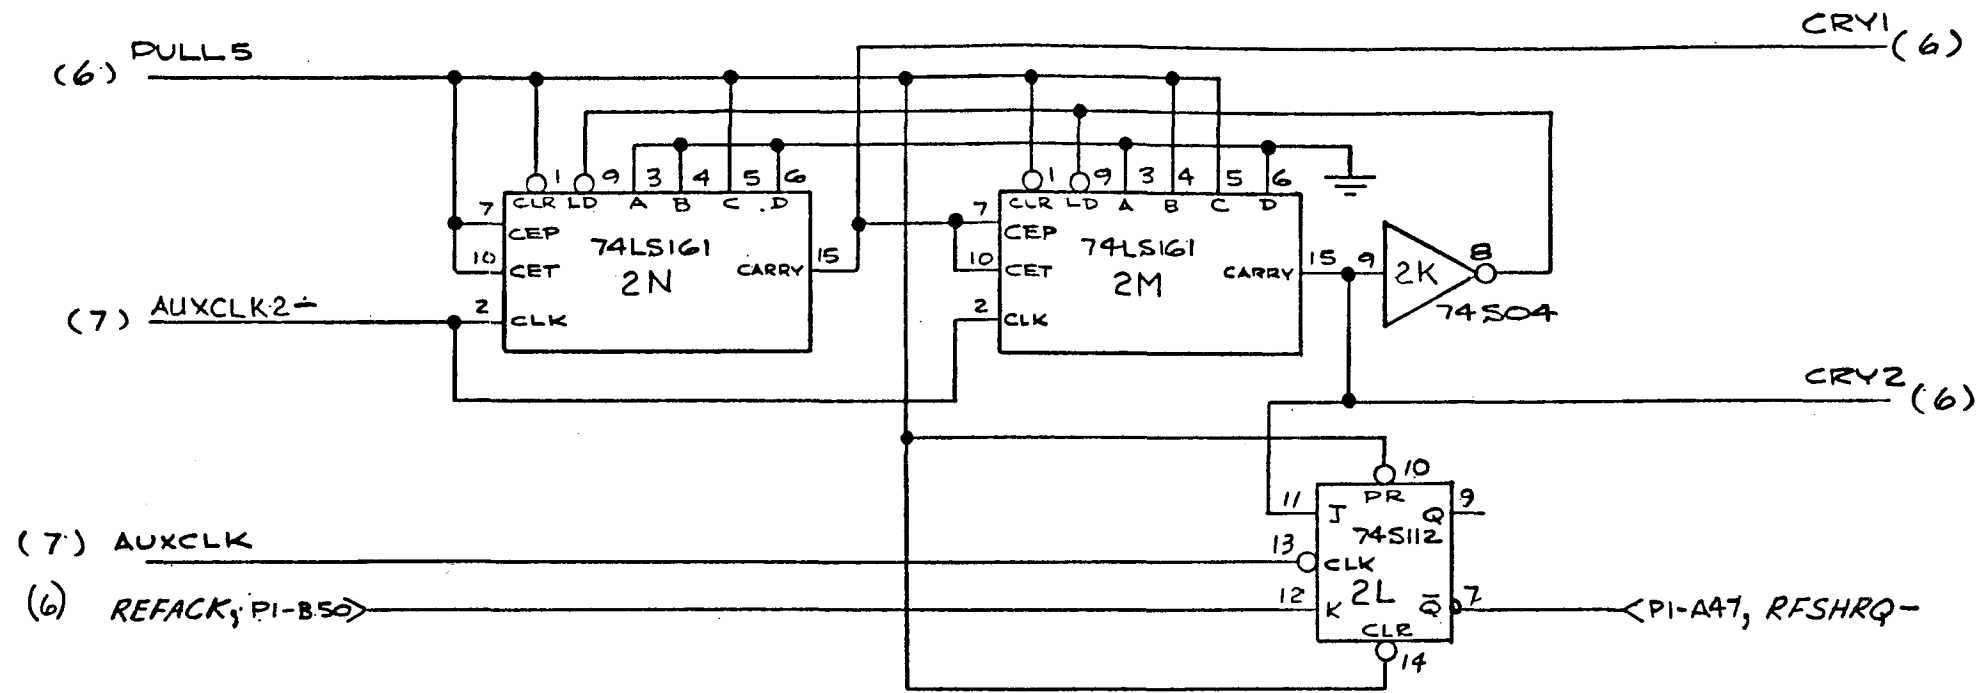 CRY1
(6) PULL5 (6)
1 9 3 4 5 6 1 9 3 4 5 6
CLR LD A B C D CLR LD A B C D
7 CEP 7 CEP
74LS161 15 74LS161 15 9 8
10 CET CARRY 10 CET CARRY 2K
2N 2M
74S04
(7) AUXCLK2- 2 CLK 2 CLK
CRY2 (6)
10
11 PR 9
J Q
(7) AUXCLK 74S112
13 CLK
(6) REFACK, P1-B50 12 K 2L Q̅ 7 P1-A47, RFSHRQ-
CLR
14